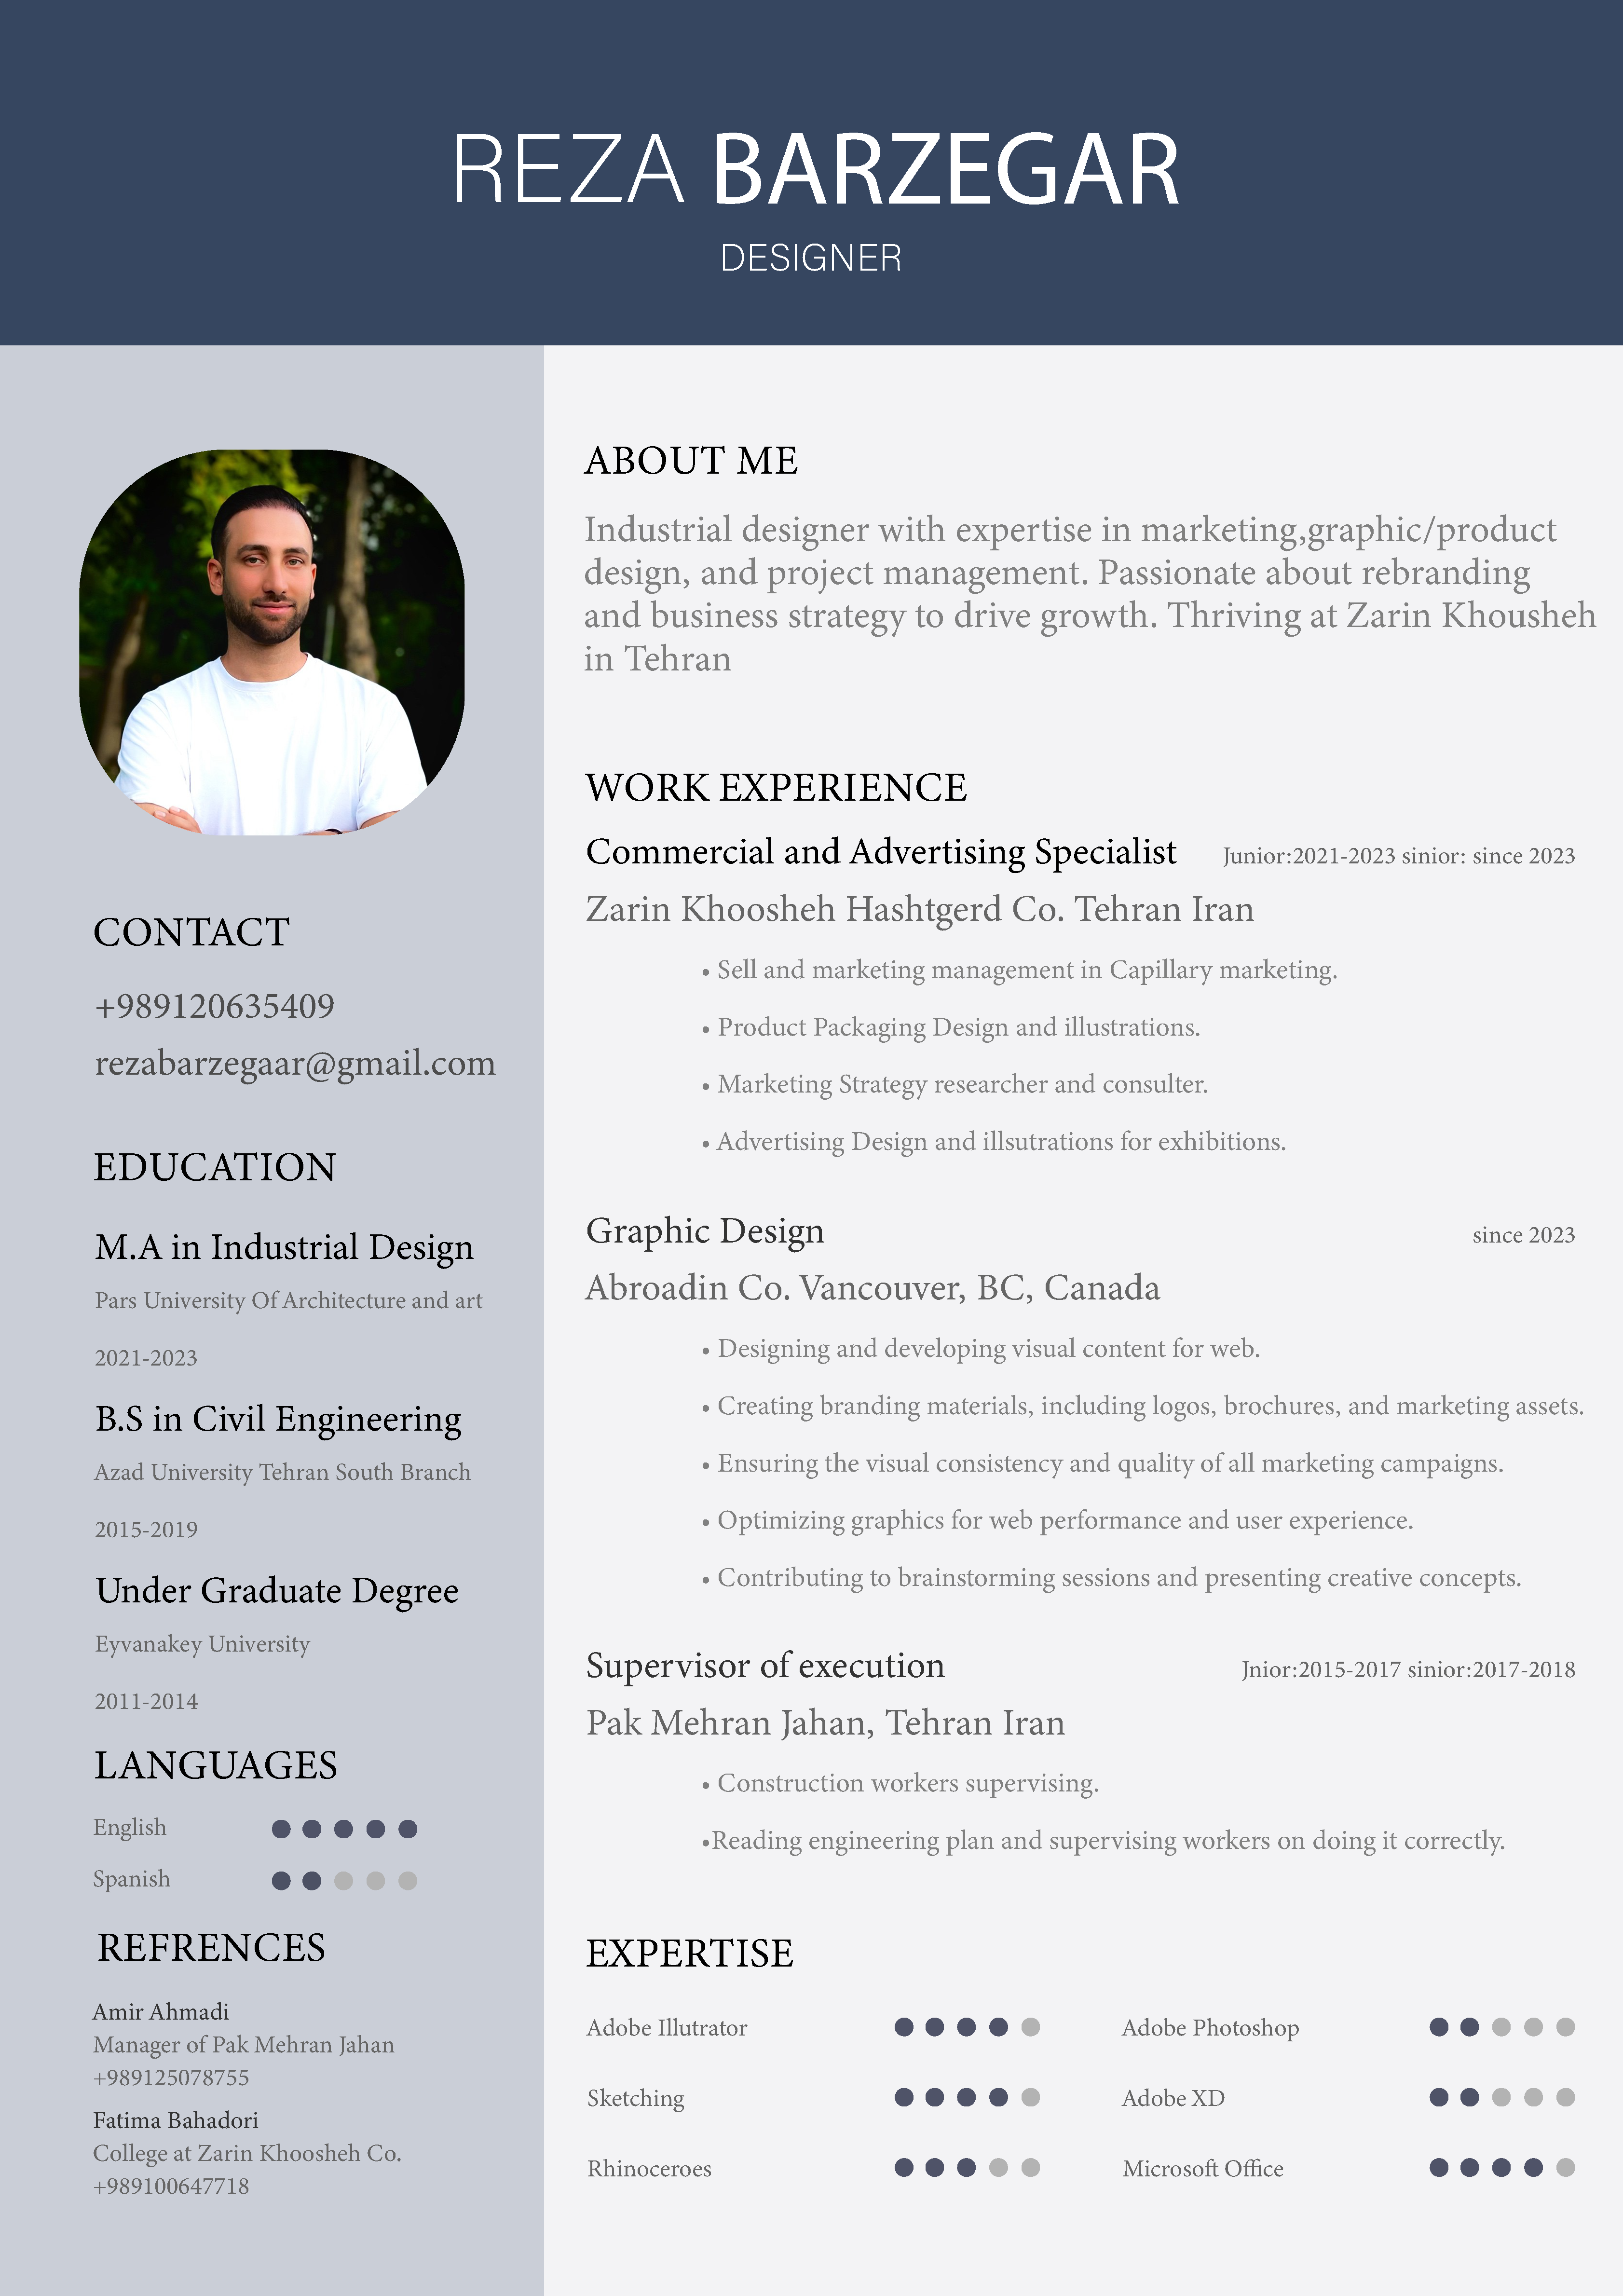 REZA BARZEGAR
DESIGNER
CONTACT
+989120635409
rezabarzegaar@gmail.com
EDUCATION
M.A in Industrial Design
Pars University Of Architecture and art
2021-2023
B.S in Civil Engineering
Azad University Tehran South Branch
2015-2019
Under Graduate Degree
Eyvanakey University
2011-2014
LANGUAGES
English
Spanish
REFRENCES
Amir Ahmadi
Manager of Pak Mehran Jahan
+989125078755
Fatima Bahadori
College at Zarin Khoosheh Co.
+989100647718
ABOUT ME
Industrial designer with expertise in marketing,graphic/product
design, and project management. Passionate about rebranding
and business strategy to drive growth. Thriving at Zarin Khousheh
in Tehran
WORK EXPERIENCE
Commercial and Advertising Specialist Junior:2021-2023 sinior: since 2023
Zarin Khoosheh Hashtgerd Co. Tehran Iran
• Sell and marketing management in Capillary marketing.
• Product Packaging Design and illustrations.
• Marketing Strategy researcher and consulter.
• Advertising Design and illsutrations for exhibitions.
Graphic Design since 2023
Abroadin Co. Vancouver, BC, Canada
• Designing and developing visual content for web.
• Creating branding materials, including logos, brochures, and marketing assets.
• Ensuring the visual consistency and quality of all marketing campaigns.
• Optimizing graphics for web performance and user experience.
• Contributing to brainstorming sessions and presenting creative concepts.
Supervisor of execution Jnior:2015-2017 sinior:2017-2018
Pak Mehran Jahan, Tehran Iran
• Construction workers supervising.
•Reading engineering plan and supervising workers on doing it correctly.
EXPERTISE
Adobe Illutrator Adobe Photoshop
Sketching Adobe XD
Rhinoceroes Microsoft Office